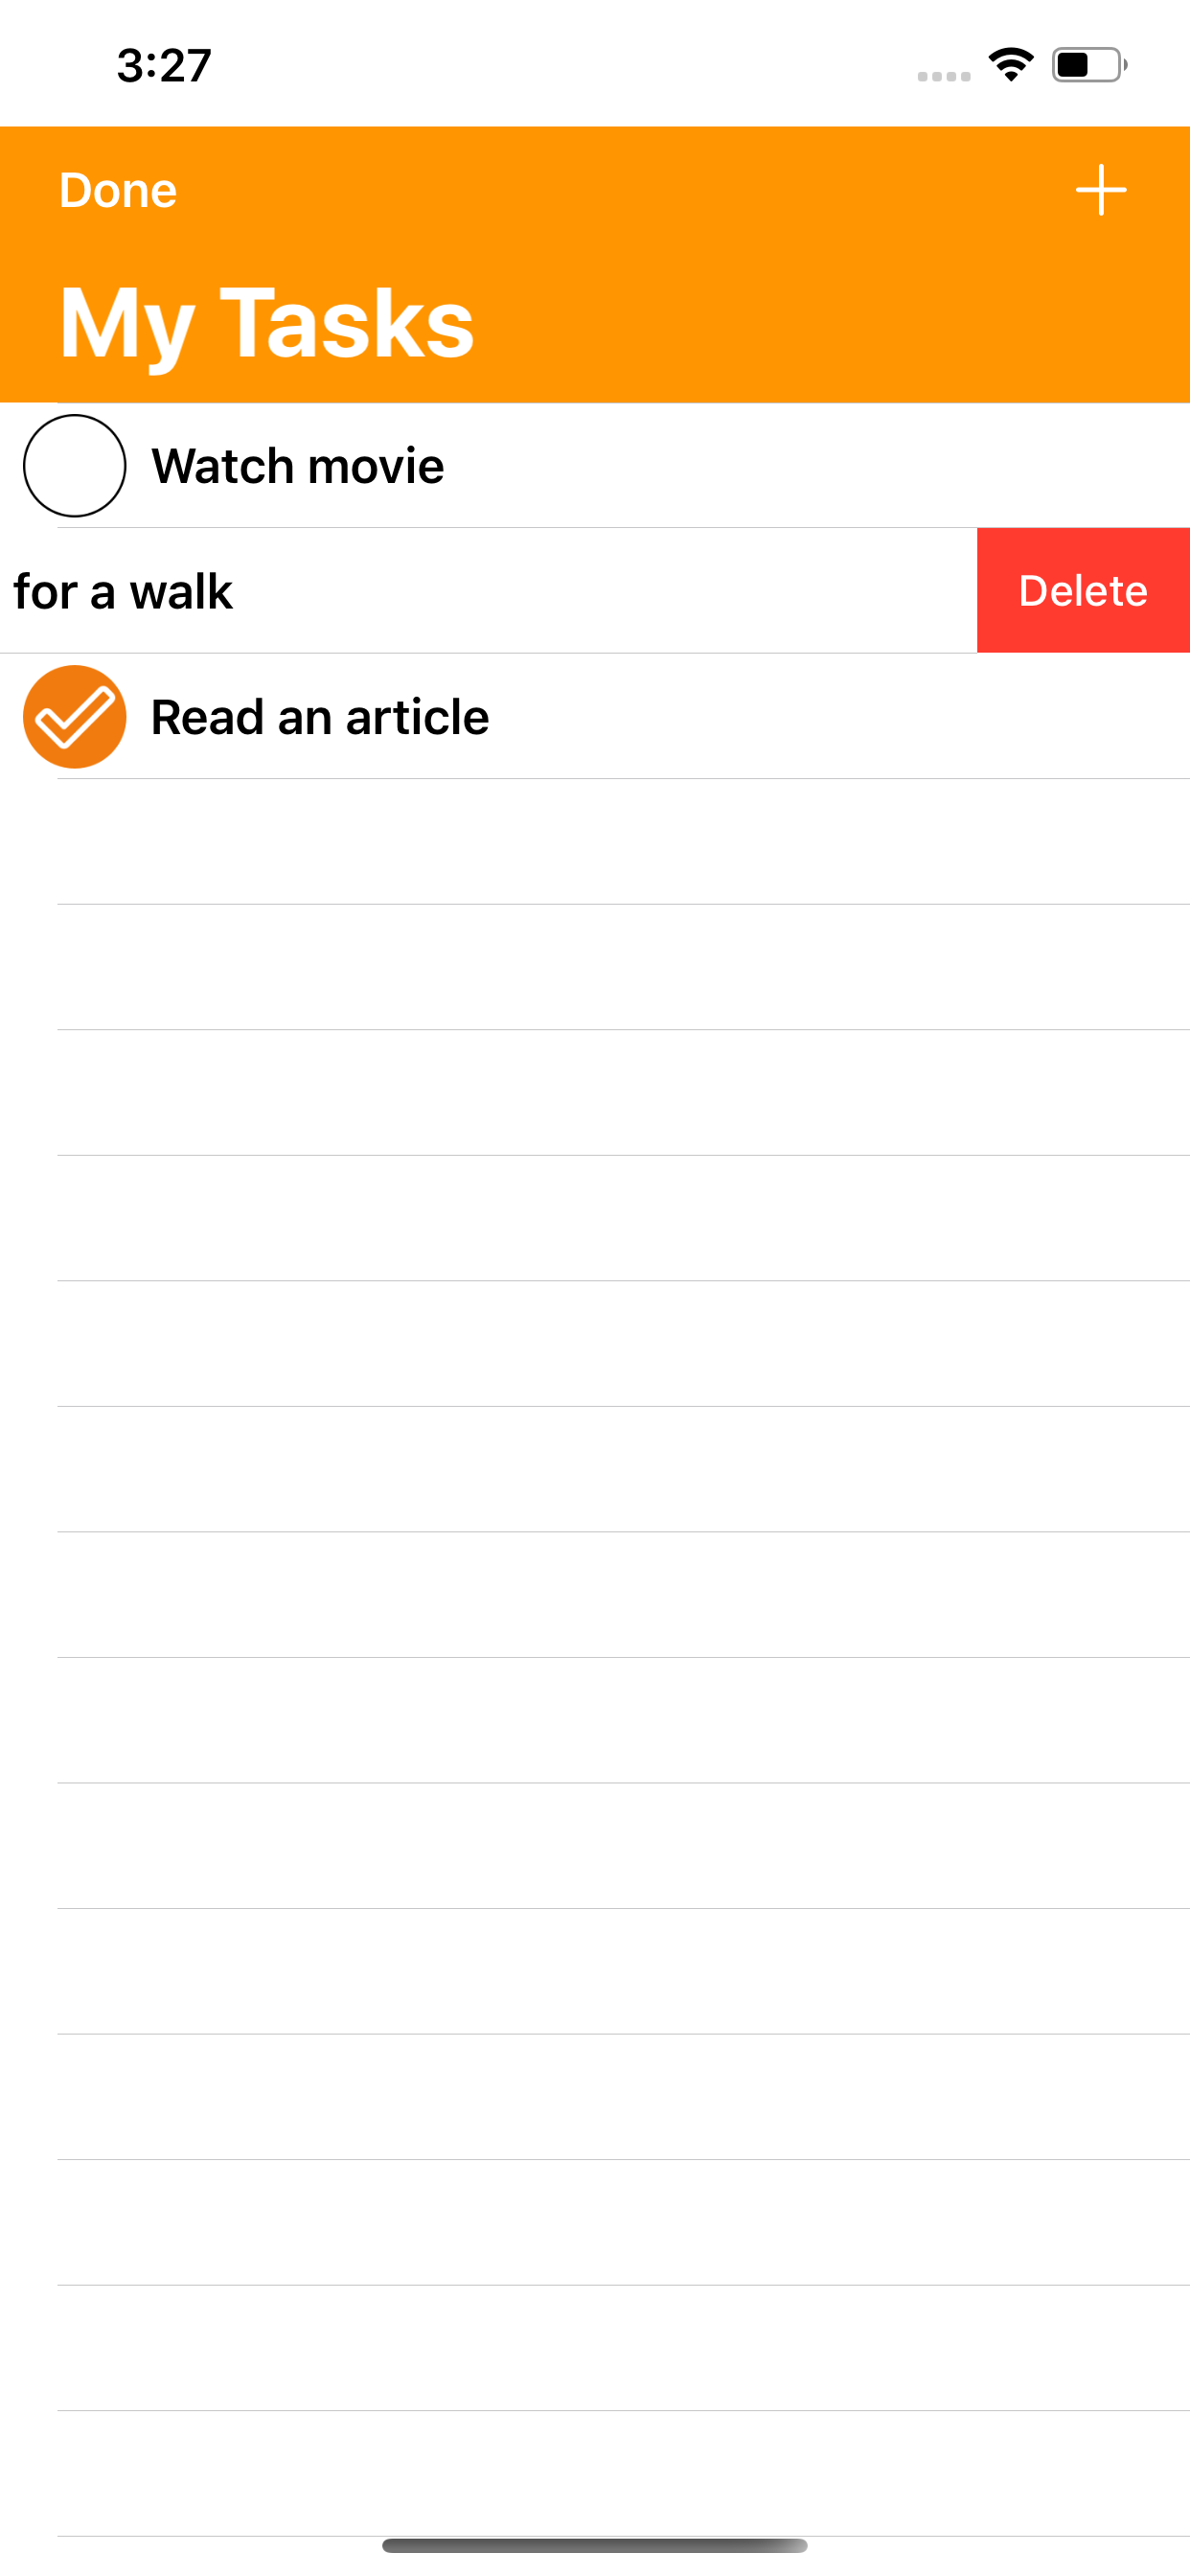 3:27
Done
My Tasks
Watch movie
for a walk
Delete
Read an article